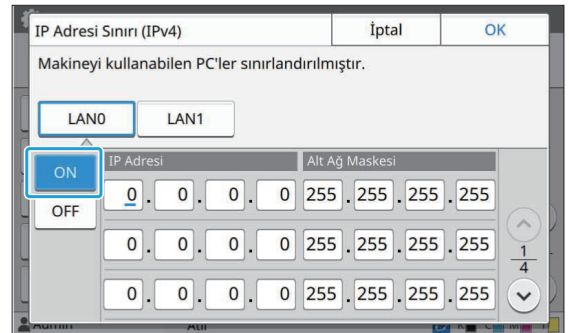 IP Adresi Sınırı (IPv4) İptal OK
Makineyi kullanabilen PC'ler sınırlandırılmıştır.
LAN0 LAN1
ON IP Adresi Alt Ağ Maskesi
0 . 0 . 0 . 0 255 . 255 . 255 . 255
OFF
0 . 0 . 0 . 0 255 . 255 . 255 . 255
1
4
0 . 0 . 0 . 0 255 . 255 . 255 . 255
Admin